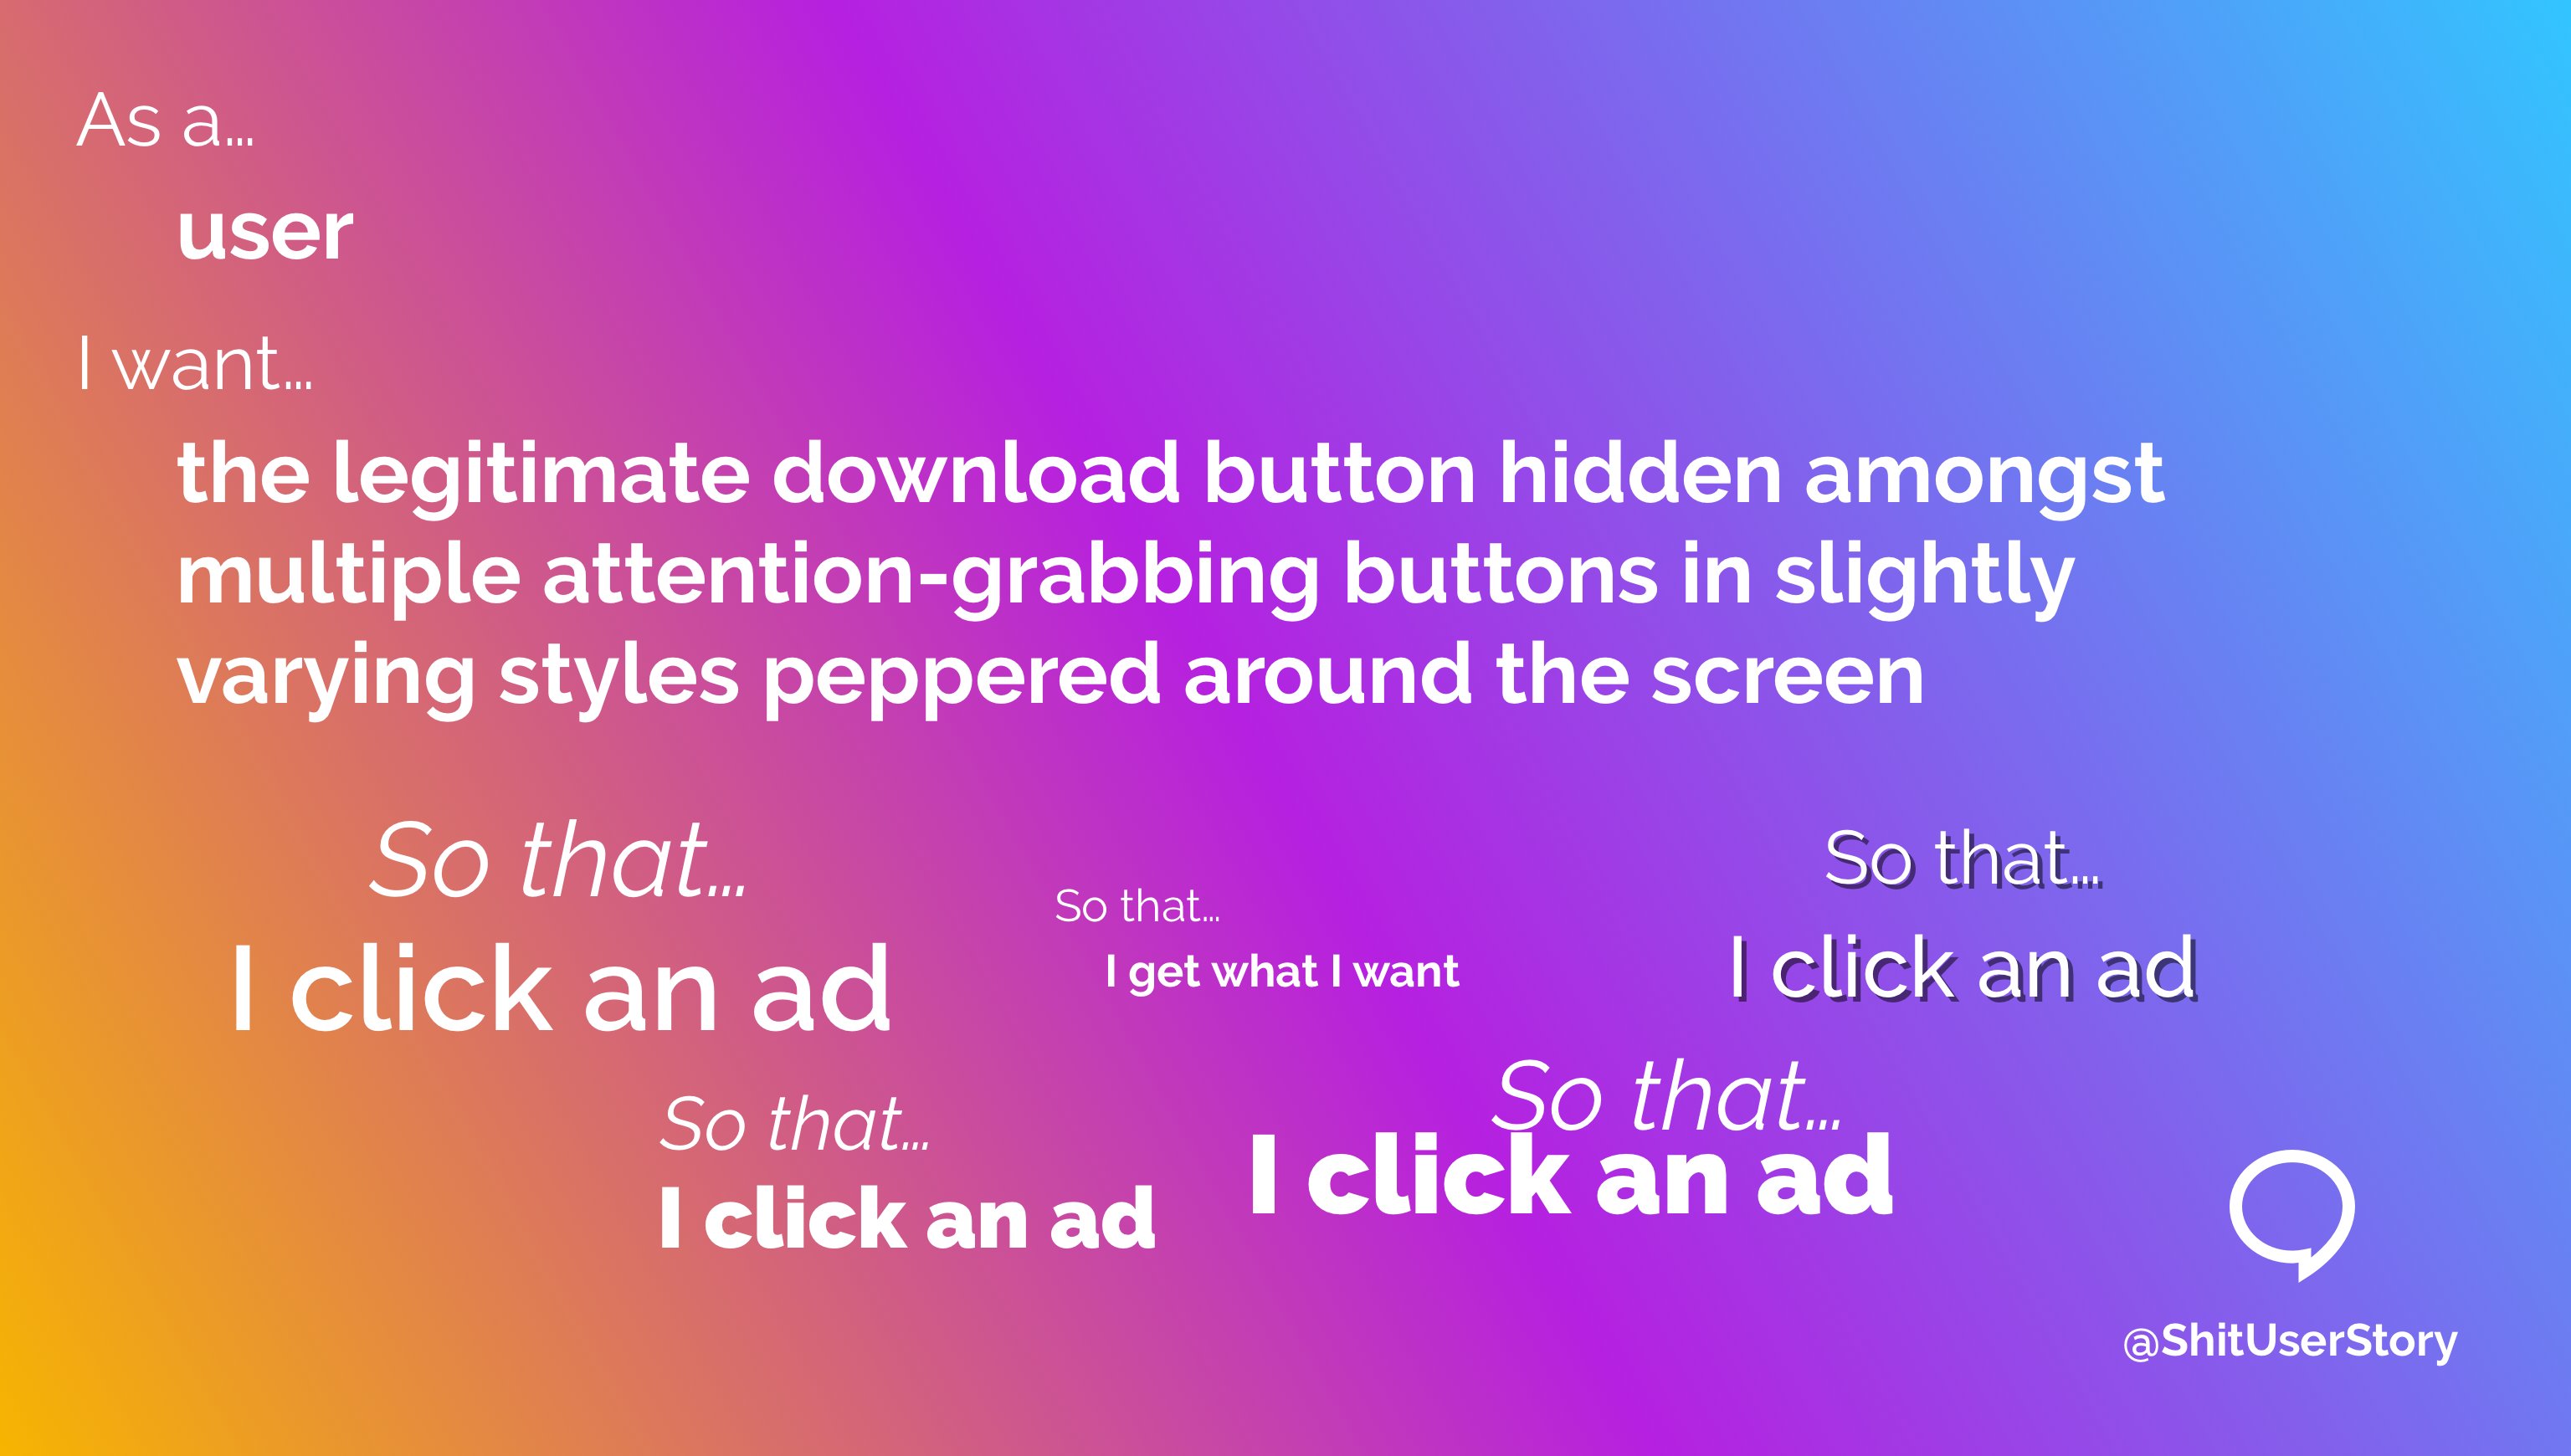 As a...
user
I want...
the legitimate download button hidden amongst
multiple attention-grabbing buttons in slightly
varying styles peppered around the screen
So that...
I click an ad
So that...
I get what I want
So that...
I click an ad
So that...
I click an ad
So that...
I click an ad
@ShitUserStory